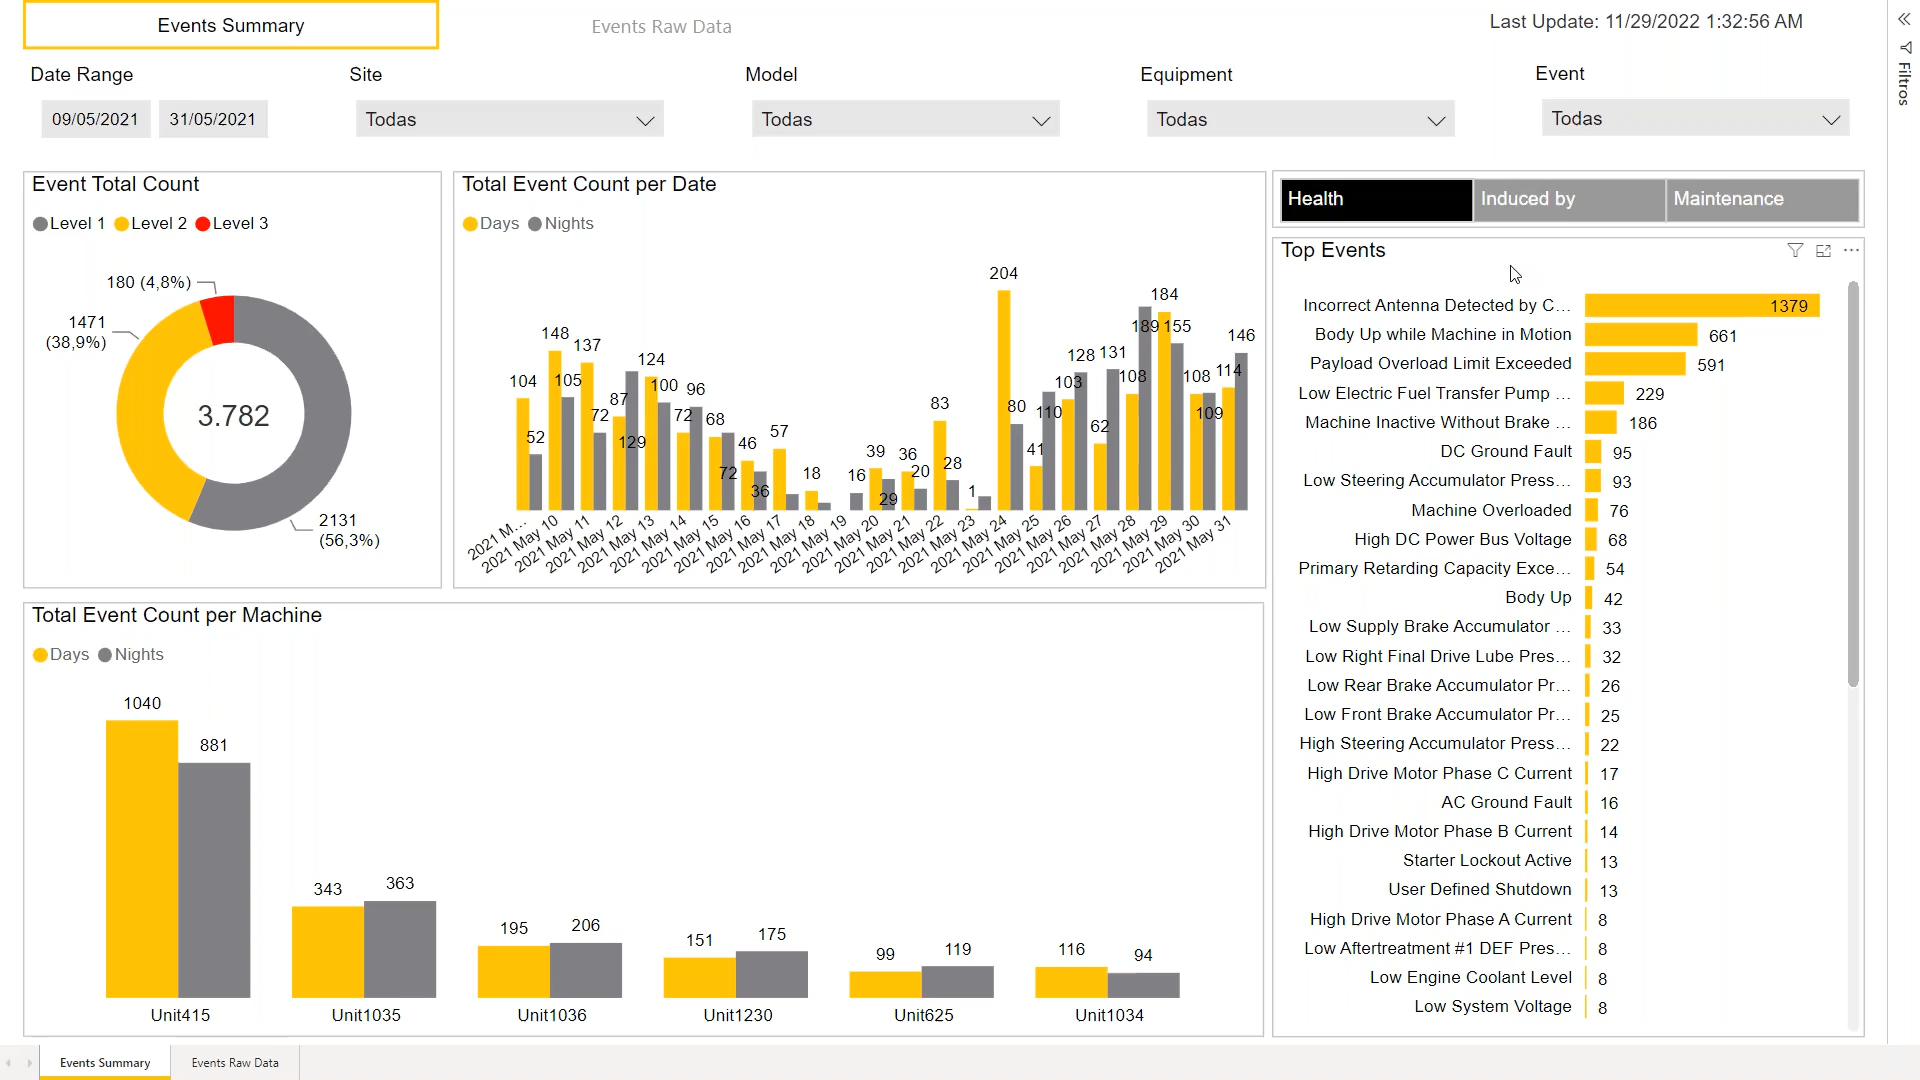 Events Summary
Events Raw Data
Last Update: 11/29/2022 1:32:56 AM
Filtros
Date Range
Site
Model
Equipment
Event
09/05/2021
31/05/2021
Todas
Todas
Todas
Todas
Event Total Count
Level 1
Level 2
Level 3
180 (4,8%)
1471
(38,9%)
3.782
2131
(56,3%)
Total Event Count per Date
Days
Nights
104
52
148
105
137
72
87
129
124
100
72
96
68
72
46
36
57
18
16
39
29
36
20
83
28
1
204
80
41
110
103
128
62
131
108
189
184
155
108
109
114
146
2021 M...
2021 May 10
2021 May 11
2021 May 12
2021 May 13
2021 May 14
2021 May 15
2021 May 16
2021 May 17
2021 May 18
2021 May 19
2021 May 20
2021 May 21
2021 May 22
2021 May 23
2021 May 24
2021 May 25
2021 May 26
2021 May 27
2021 May 28
2021 May 29
2021 May 30
2021 May 31
Health
Induced by
Maintenance
Top Events
Incorrect Antenna Detected by C... 1379
Body Up while Machine in Motion 661
Payload Overload Limit Exceeded 591
Low Electric Fuel Transfer Pump ... 229
Machine Inactive Without Brake ... 186
DC Ground Fault 95
Low Steering Accumulator Press... 93
Machine Overloaded 76
High DC Power Bus Voltage 68
Primary Retarding Capacity Exce... 54
Body Up 42
Low Supply Brake Accumulator ... 33
Low Right Final Drive Lube Pres... 32
Low Rear Brake Accumulator Pr... 26
Low Front Brake Accumulator Pr... 25
High Steering Accumulator Press... 22
High Drive Motor Phase C Current 17
AC Ground Fault 16
High Drive Motor Phase B Current 14
Starter Lockout Active 13
User Defined Shutdown 13
High Drive Motor Phase A Current 8
Low Aftertreatment #1 DEF Pres... 8
Low Engine Coolant Level 8
Low System Voltage 8
Total Event Count per Machine
Days
Nights
1040
881
343
363
195
206
151
175
99
119
116
94
Unit415
Unit1035
Unit1036
Unit1230
Unit625
Unit1034
Events Summary
Events Raw Data